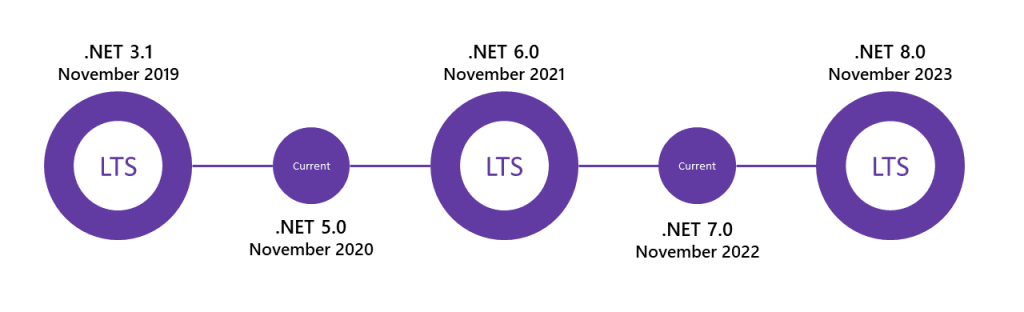 .NET 3.1
November 2019
LTS
Current
.NET 5.0
November 2020
.NET 6.0
November 2021
LTS
Current
.NET 7.0
November 2022
.NET 8.0
November 2023
LTS